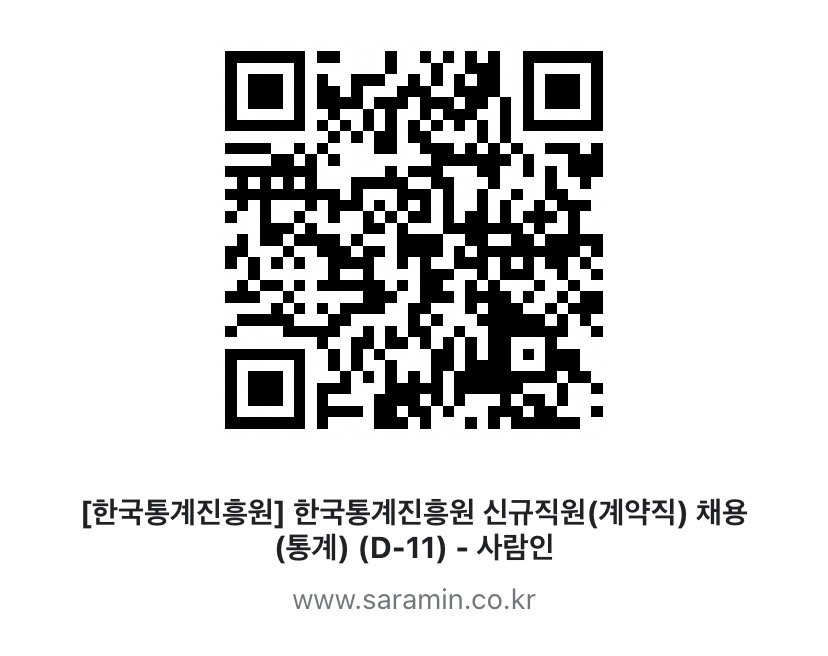 [한국통계진흥원] 한국통계진흥원 신규직원(계약직) 채용
(통계) (D-11) - 사람인
www.saramin.co.kr